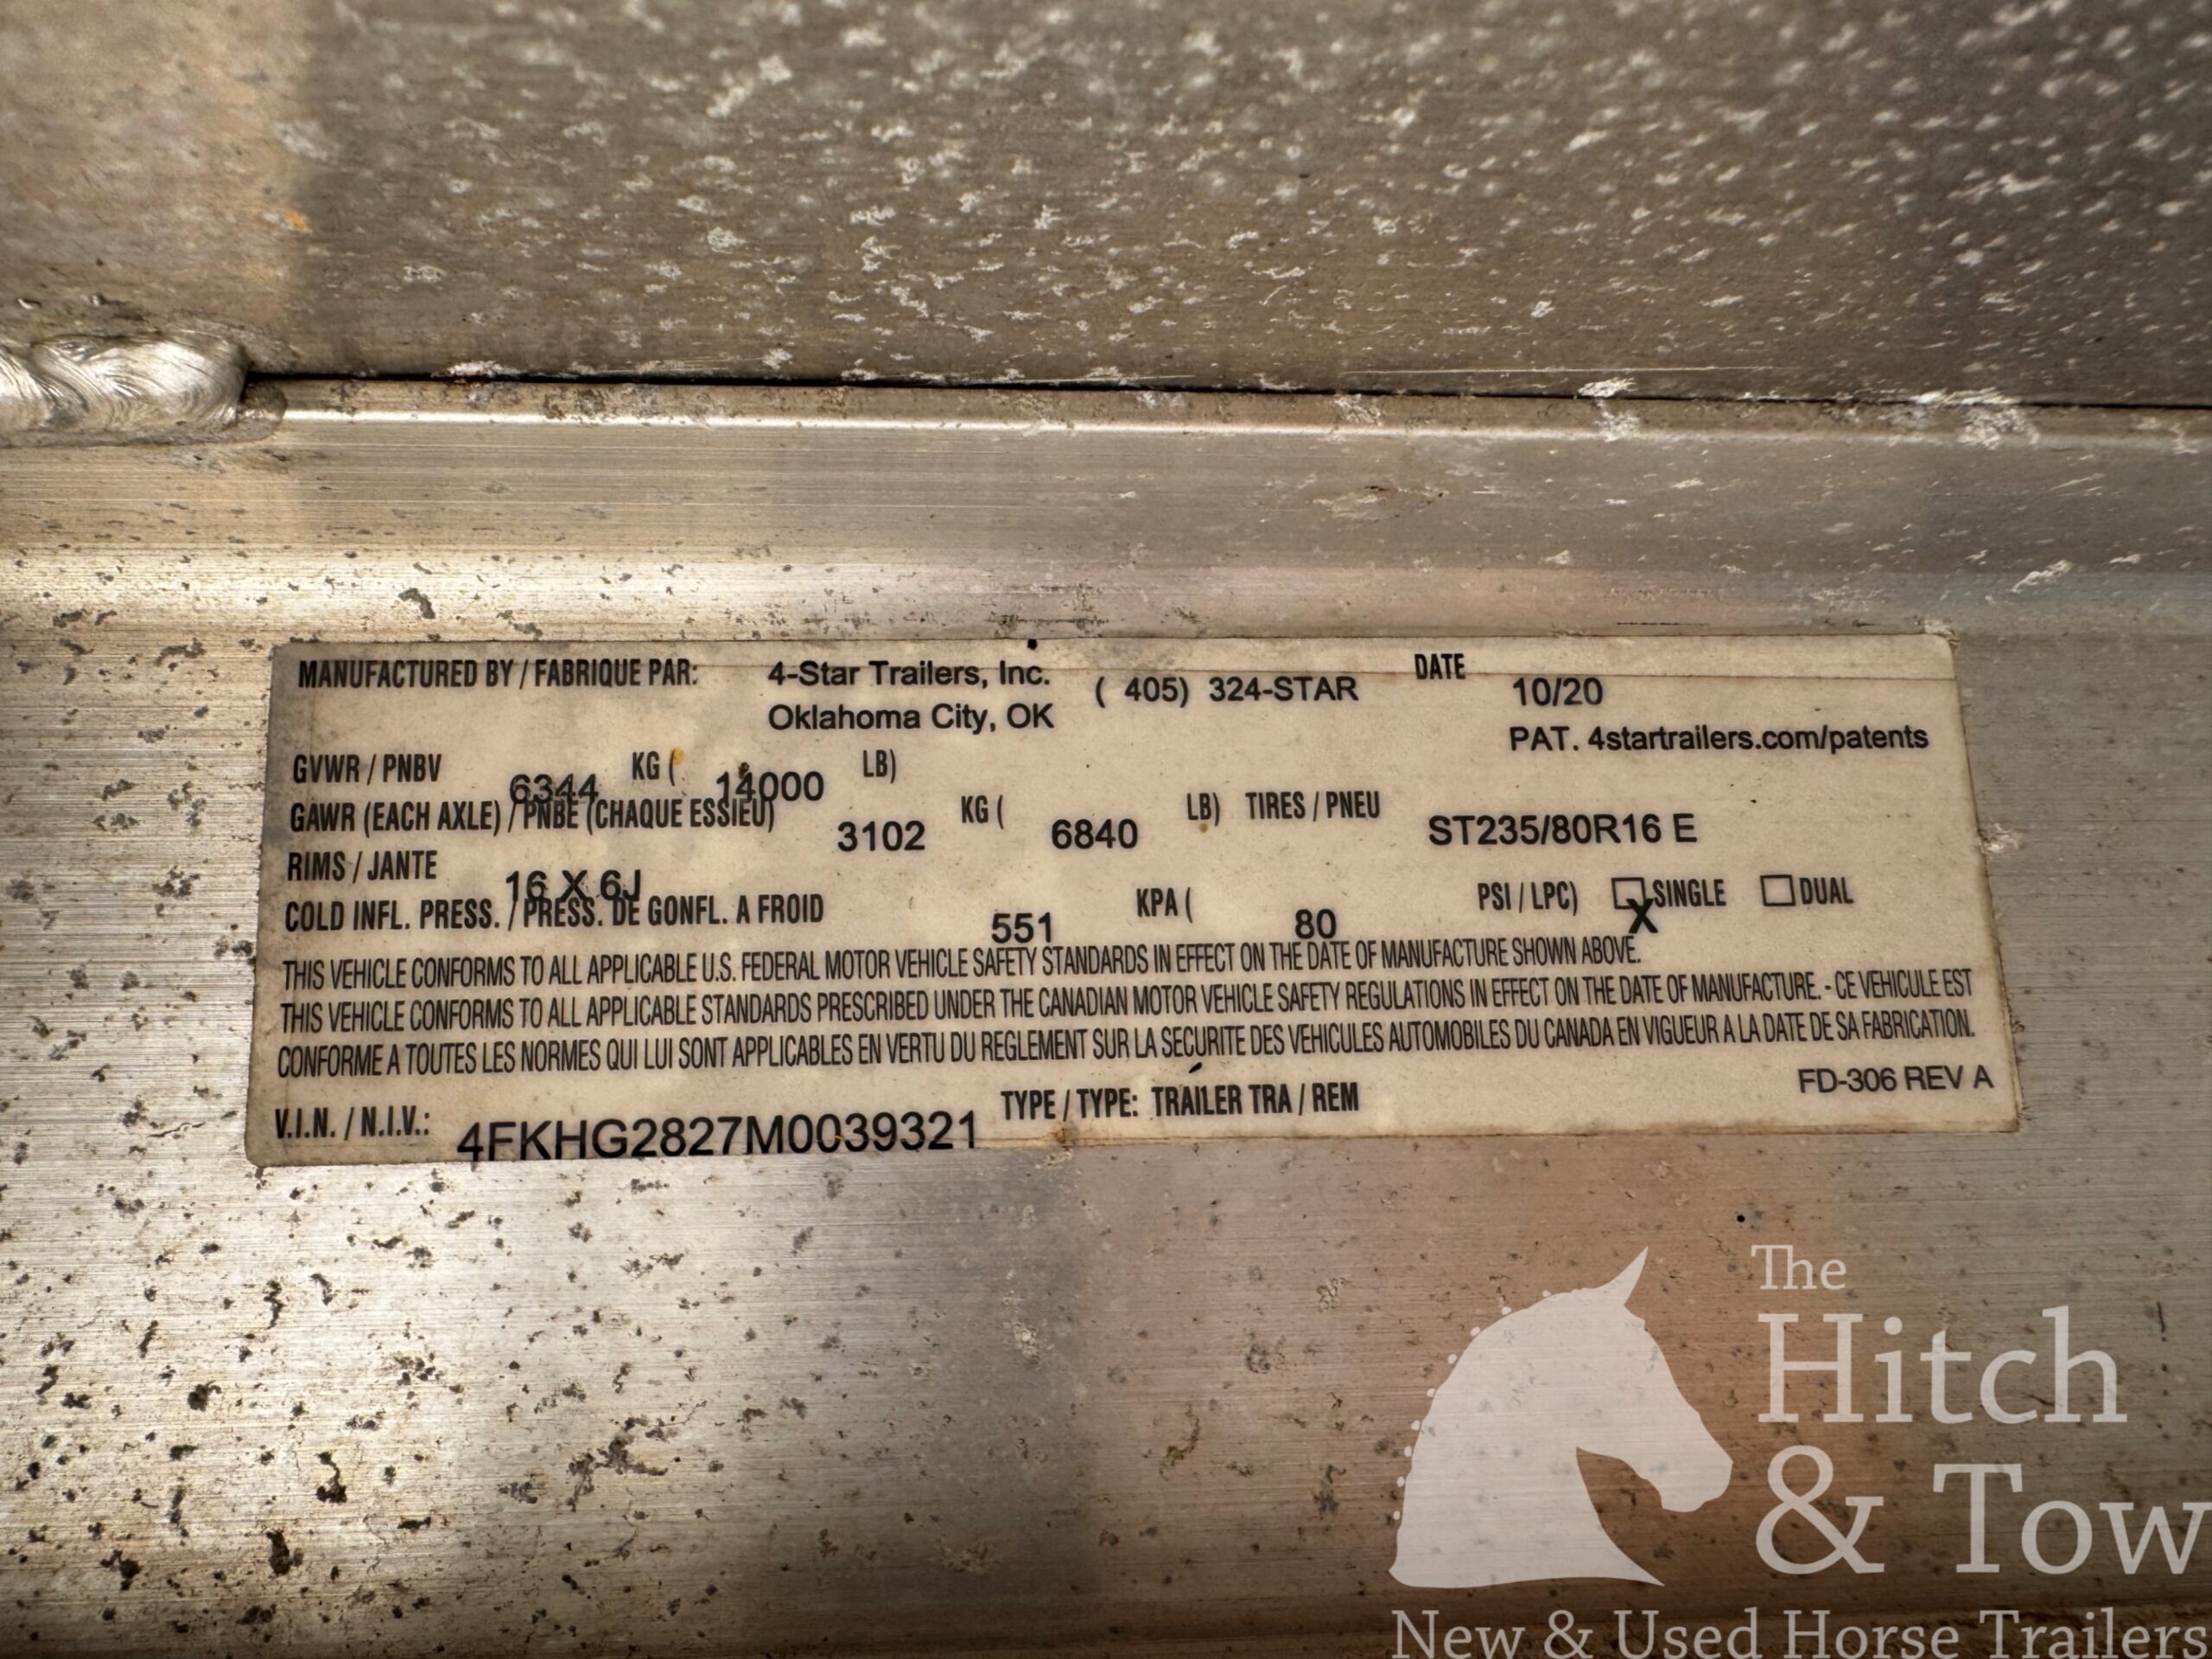 MANUFACTURED BY / FABRIQUE PAR: 4-Star Trailers, Inc. ( 405) 324-STAR DATE 10/20
Oklahoma City, OK PAT. 4startrailers.com/patents
GVWR / PNBV 6344 KG ( 14000 LB)
GAWR (EACH AXLE) / PNBE (CHAQUE ESSIEU) 3102 KG ( 6840 LB) TIRES / PNEU ST235/80R16 E
RIMS / JANTE 16 X 6J
COLD INFL. PRESS. / PRESS. DE GONFL. A FROID 551 KPA ( 80 PSI / LPC) X SINGLE DUAL
THIS VEHICLE CONFORMS TO ALL APPLICABLE U.S. FEDERAL MOTOR VEHICLE SAFETY STANDARDS IN EFFECT ON THE DATE OF MANUFACTURE SHOWN ABOVE.
THIS VEHICLE CONFORMS TO ALL APPLICABLE STANDARDS PRESCRIBED UNDER THE CANADIAN MOTOR VEHICLE SAFETY REGULATIONS IN EFFECT ON THE DATE OF MANUFACTURE. - CE VEHICULE EST
CONFORME A TOUTES LES NORMES QUI LUI SONT APPLICABLES EN VERTU DU REGLEMENT SUR LA SECURITE DES VEHICULES AUTOMOBILES DU CANADA EN VIGUEUR A LA DATE DE SA FABRICATION.
V.I.N. / N.I.V.: 4FKHG2827M0039321 TYPE / TYPE: TRAILER TRA / REM FD-306 REV A
The
Hitch
& Tow
New & Used Horse Trailers